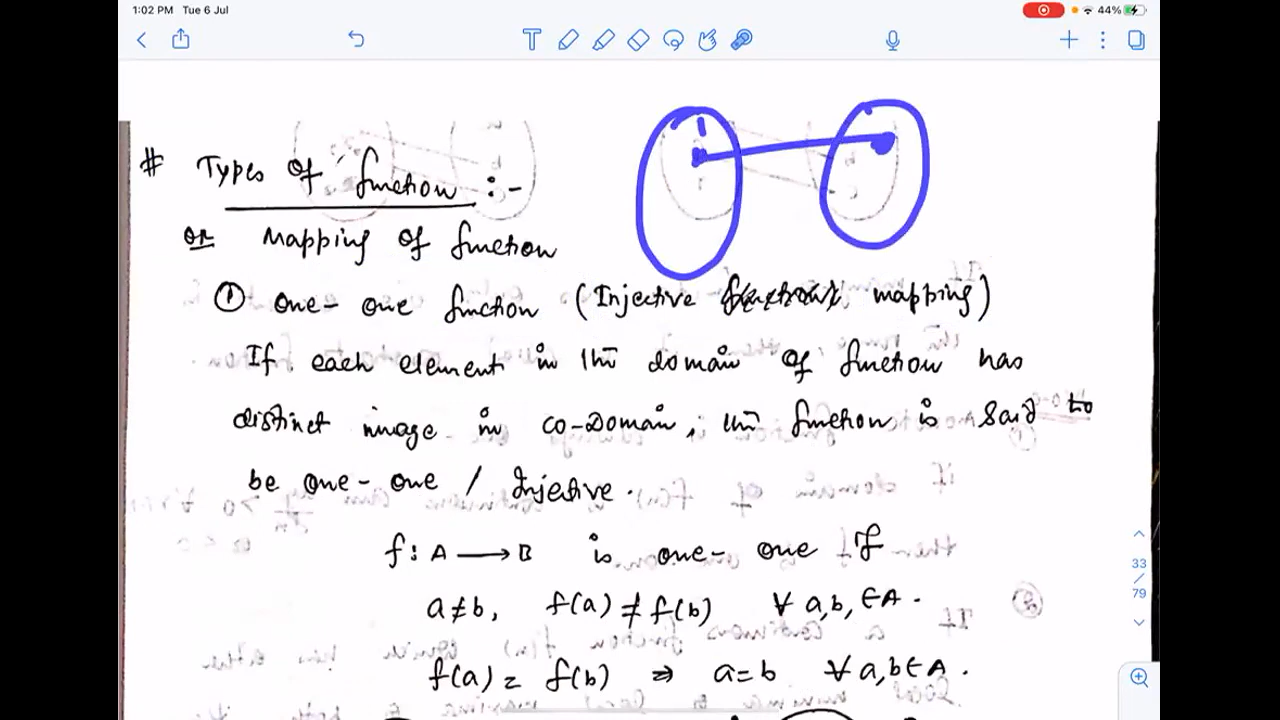 1:02 PM Tue 6 Jul
44%
# Types of function :-
or Mapping of function
① one-one function (Injective mapping)
If each element in the domain of function has
distinct image in co-Domain, the function is said to
be one-one / Injective.
f: A ⟶ B is one-one if
a≠b, f(a) ≠ f(b) ∀ a,b, ∈A.
f(a) = f(b) ⇒ a=b ∀ a,b∈A.
33
/
79